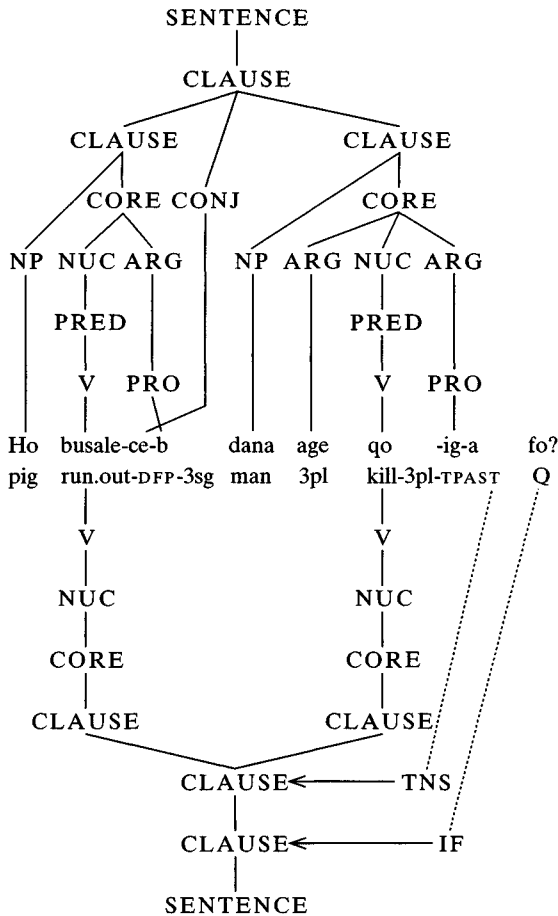 SENTENCE
CLAUSE
CLAUSE CLAUSE
CORE CONJ CORE
NP NUC ARG NP ARG NUC ARG
PRED PRED
V PRO V PRO
Ho busale-ce-b dana age qo -ig-a fo?
pig run.out-DFP-3sg man 3pl kill-3pl-TPAST Q
V V
NUC NUC
CORE CORE
CLAUSE CLAUSE
CLAUSE TNS
CLAUSE IF
SENTENCE